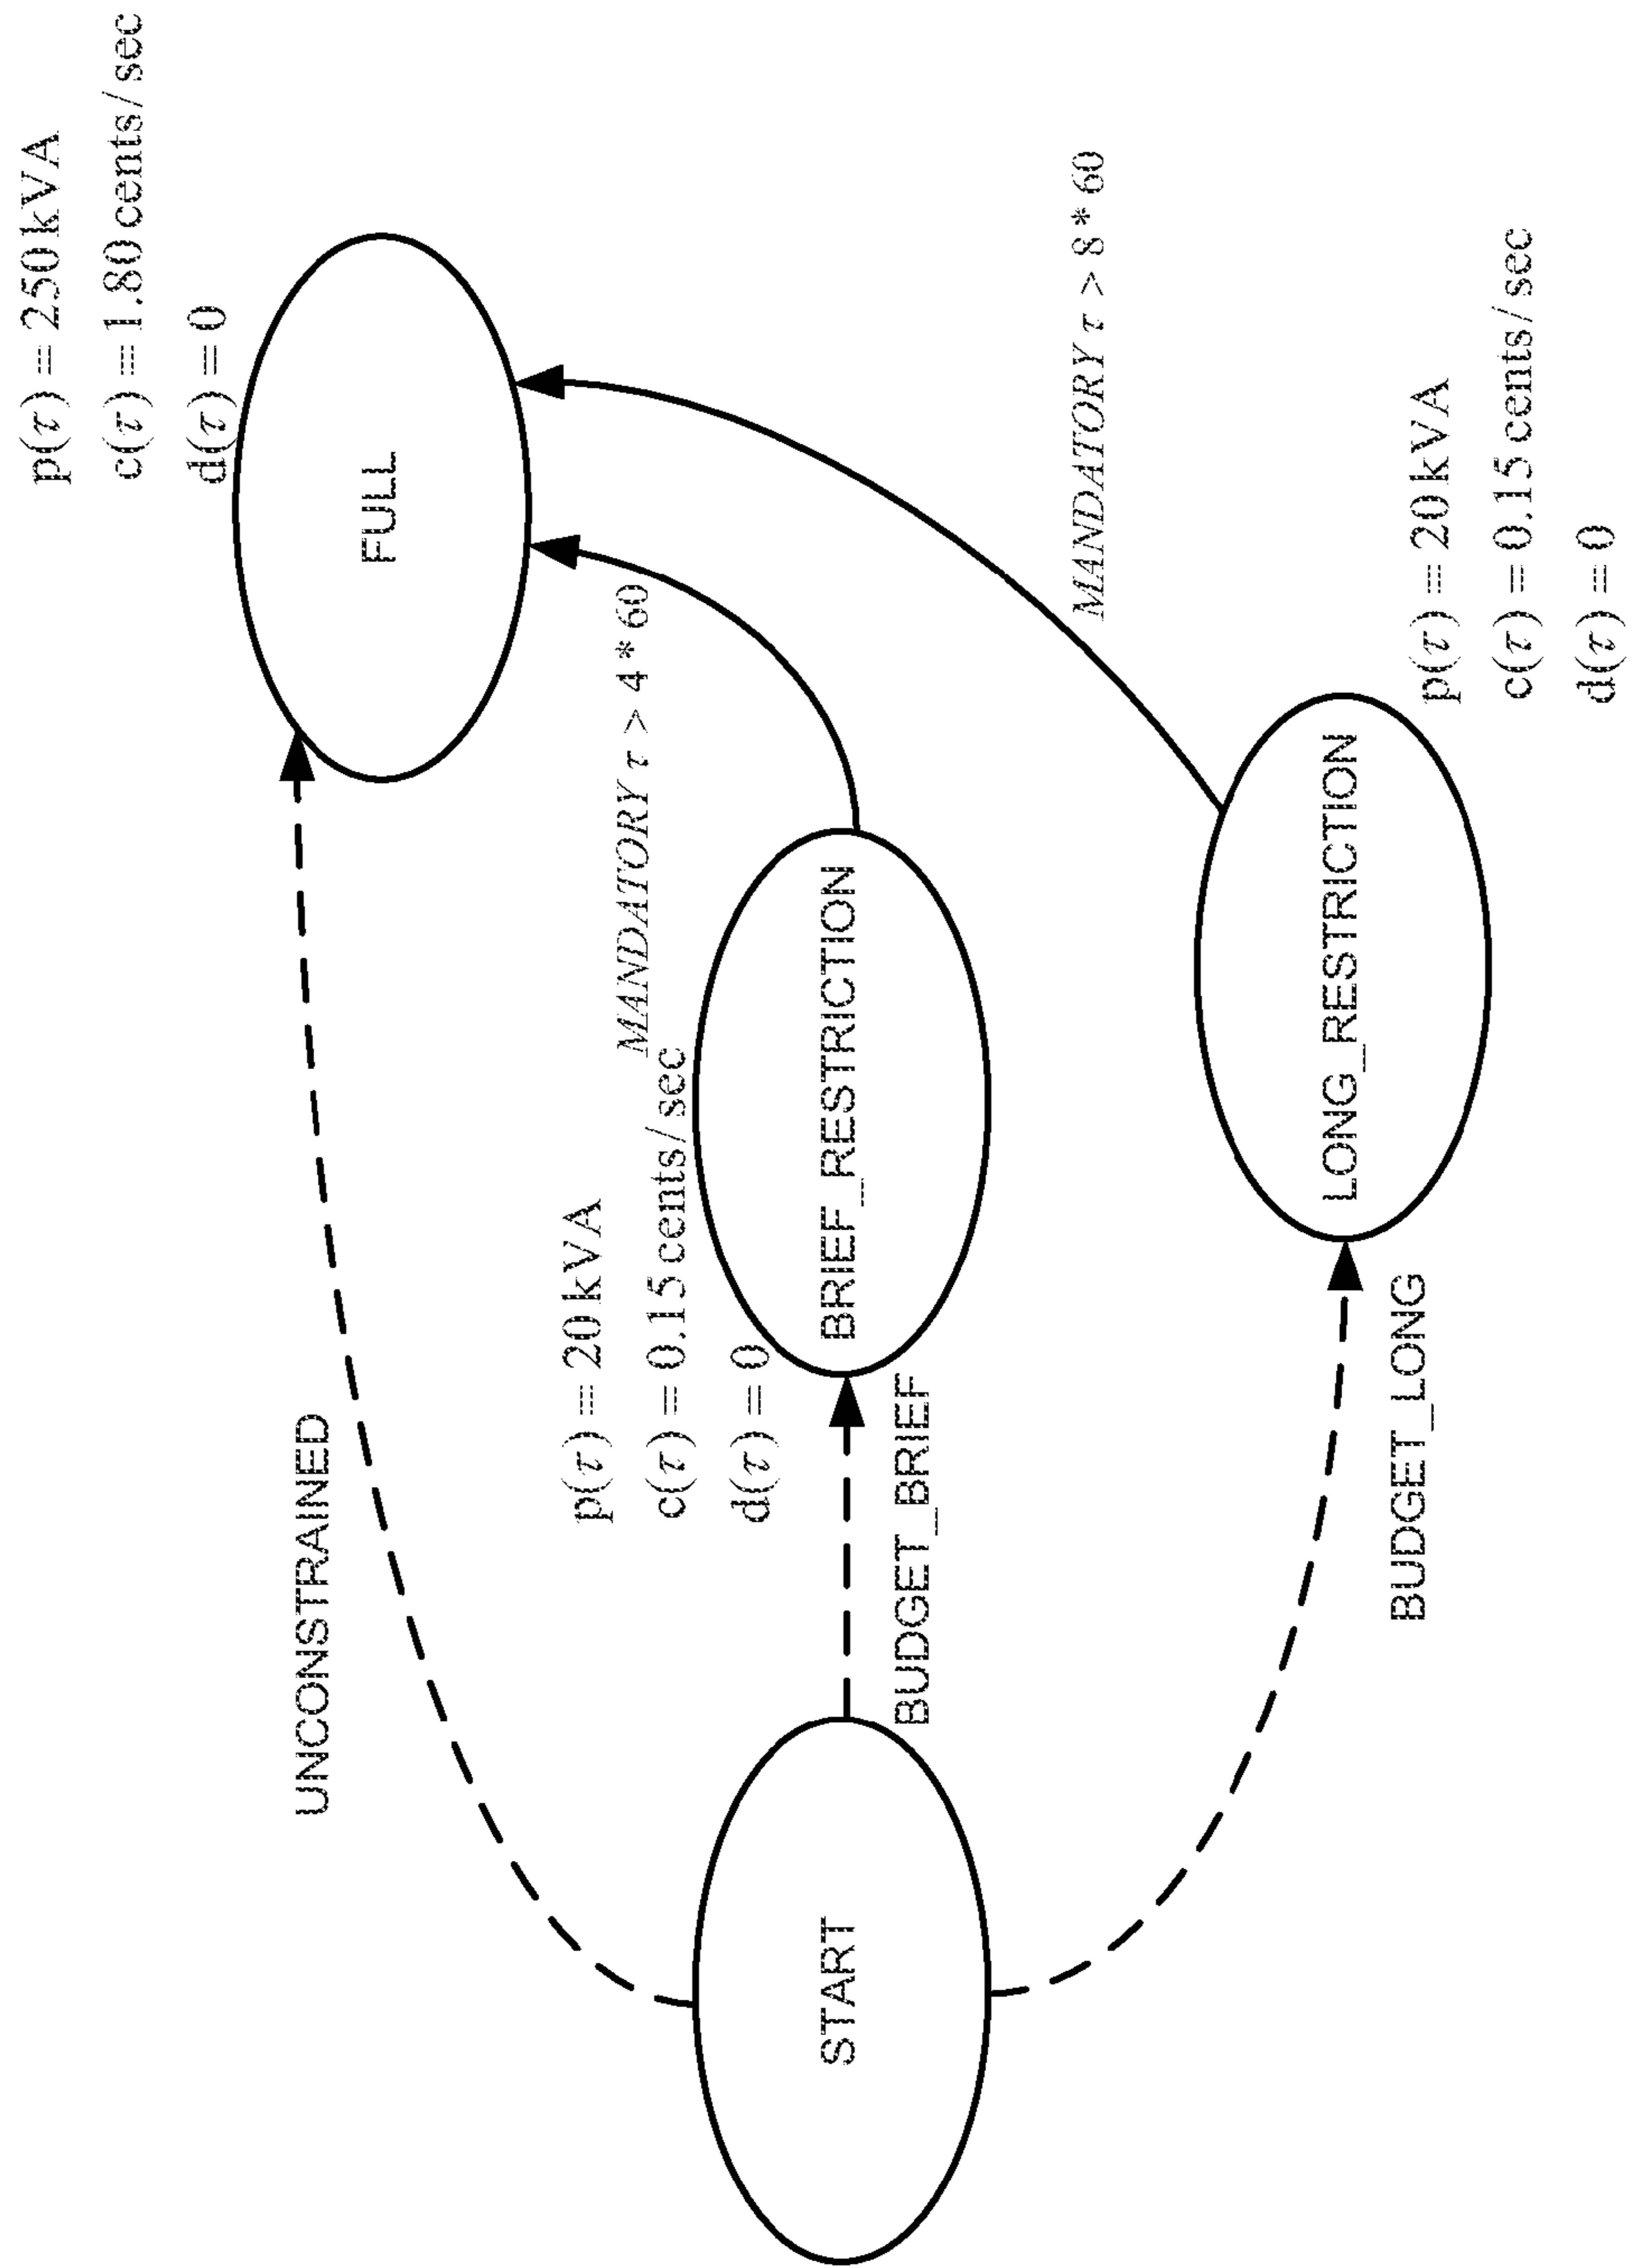 p(τ) = 250 kVA
c(τ) = 1.80 cents/sec
d(τ) = 0
FULL
UNCONSTRAINED
MANDATORY τ > 4 * 60
p(τ) = 20 kVA
c(τ) = 0.15 cents/sec
d(τ) = 0
START
BRIEF_RESTRICTION
BUDGET_BRIEF
MANDATORY τ > 8 * 60
LONG_RESTRICTION
BUDGET_LONG
p(τ) = 20 kVA
c(τ) = 0.15 cents/sec
d(τ) = 0